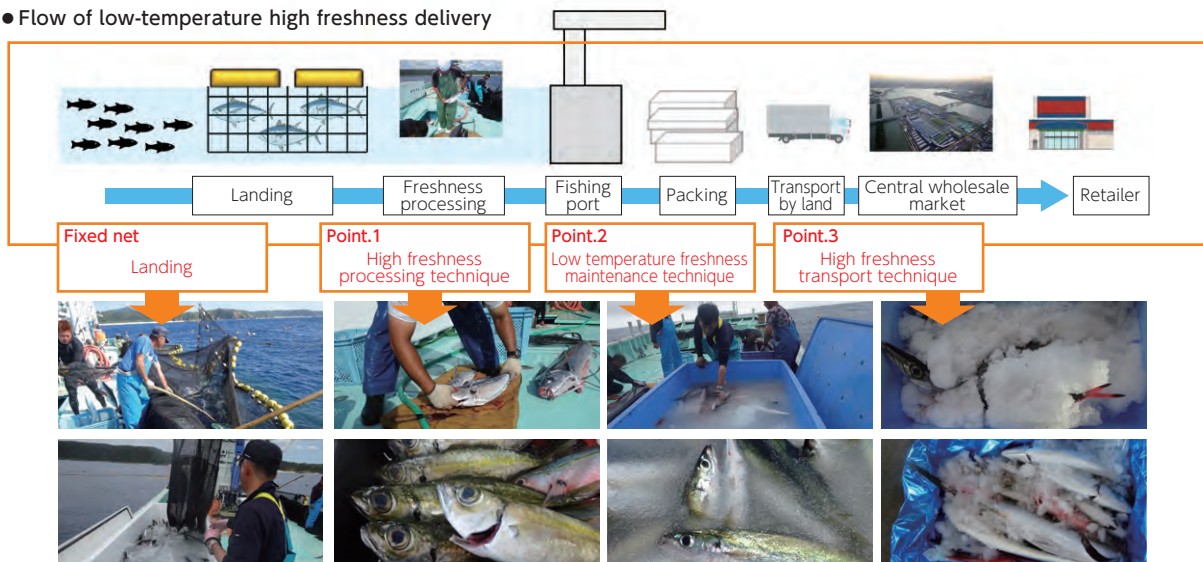 ● Flow of low-temperature high freshness delivery
Landing
Freshness
processing
Fishing
port
Packing
Transport
by land
Central wholesale
market
Retailer
Fixed net
Landing
Point.1
High freshness
processing technique
Point.2
Low temperature freshness
maintenance technique
Point.3
High freshness
transport technique